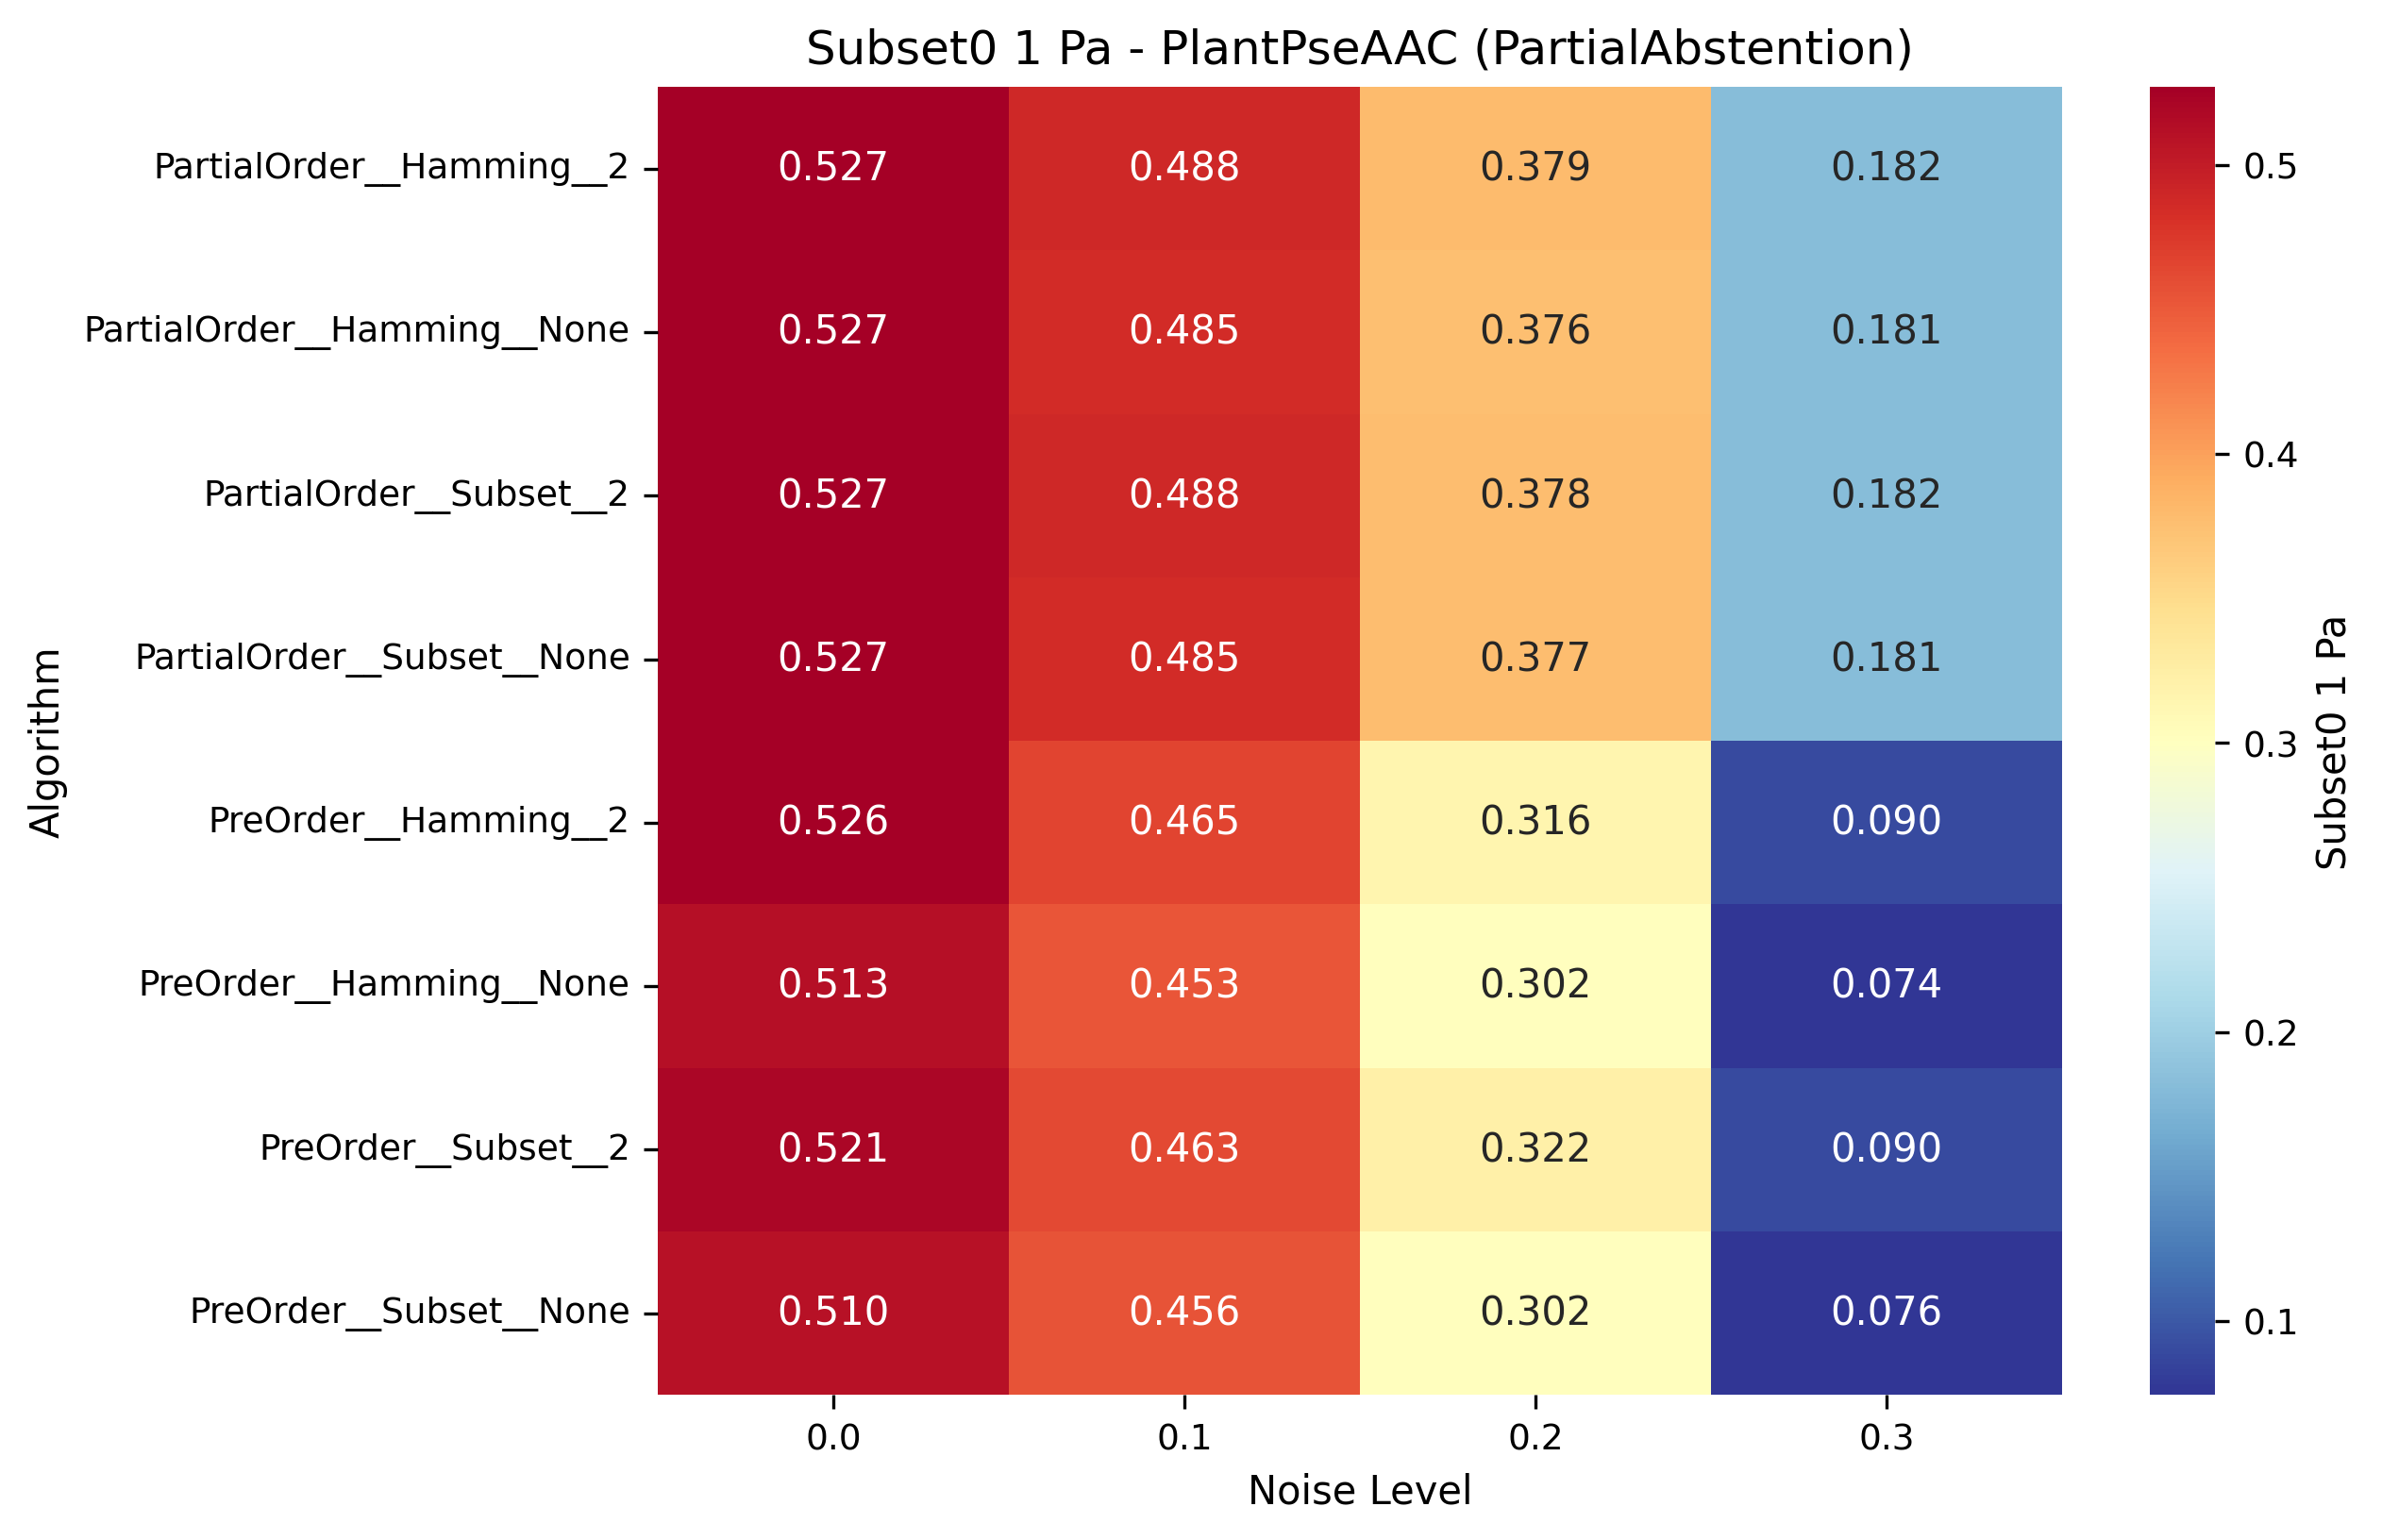 Subset0 1 Pa - PlantPseAAC (PartialAbstention)
Algorithm
PartialOrder__Hamming__2 0.527 0.488 0.379 0.182
PartialOrder__Hamming__None 0.527 0.485 0.376 0.181
PartialOrder__Subset__2 0.527 0.488 0.378 0.182
PartialOrder__Subset__None 0.527 0.485 0.377 0.181
PreOrder__Hamming__2 0.526 0.465 0.316 0.090
PreOrder__Hamming__None 0.513 0.453 0.302 0.074
PreOrder__Subset__2 0.521 0.463 0.322 0.090
PreOrder__Subset__None 0.510 0.456 0.302 0.076
0.0 0.1 0.2 0.3
Noise Level
0.5
0.4
0.3
0.2
0.1
Subset0 1 Pa